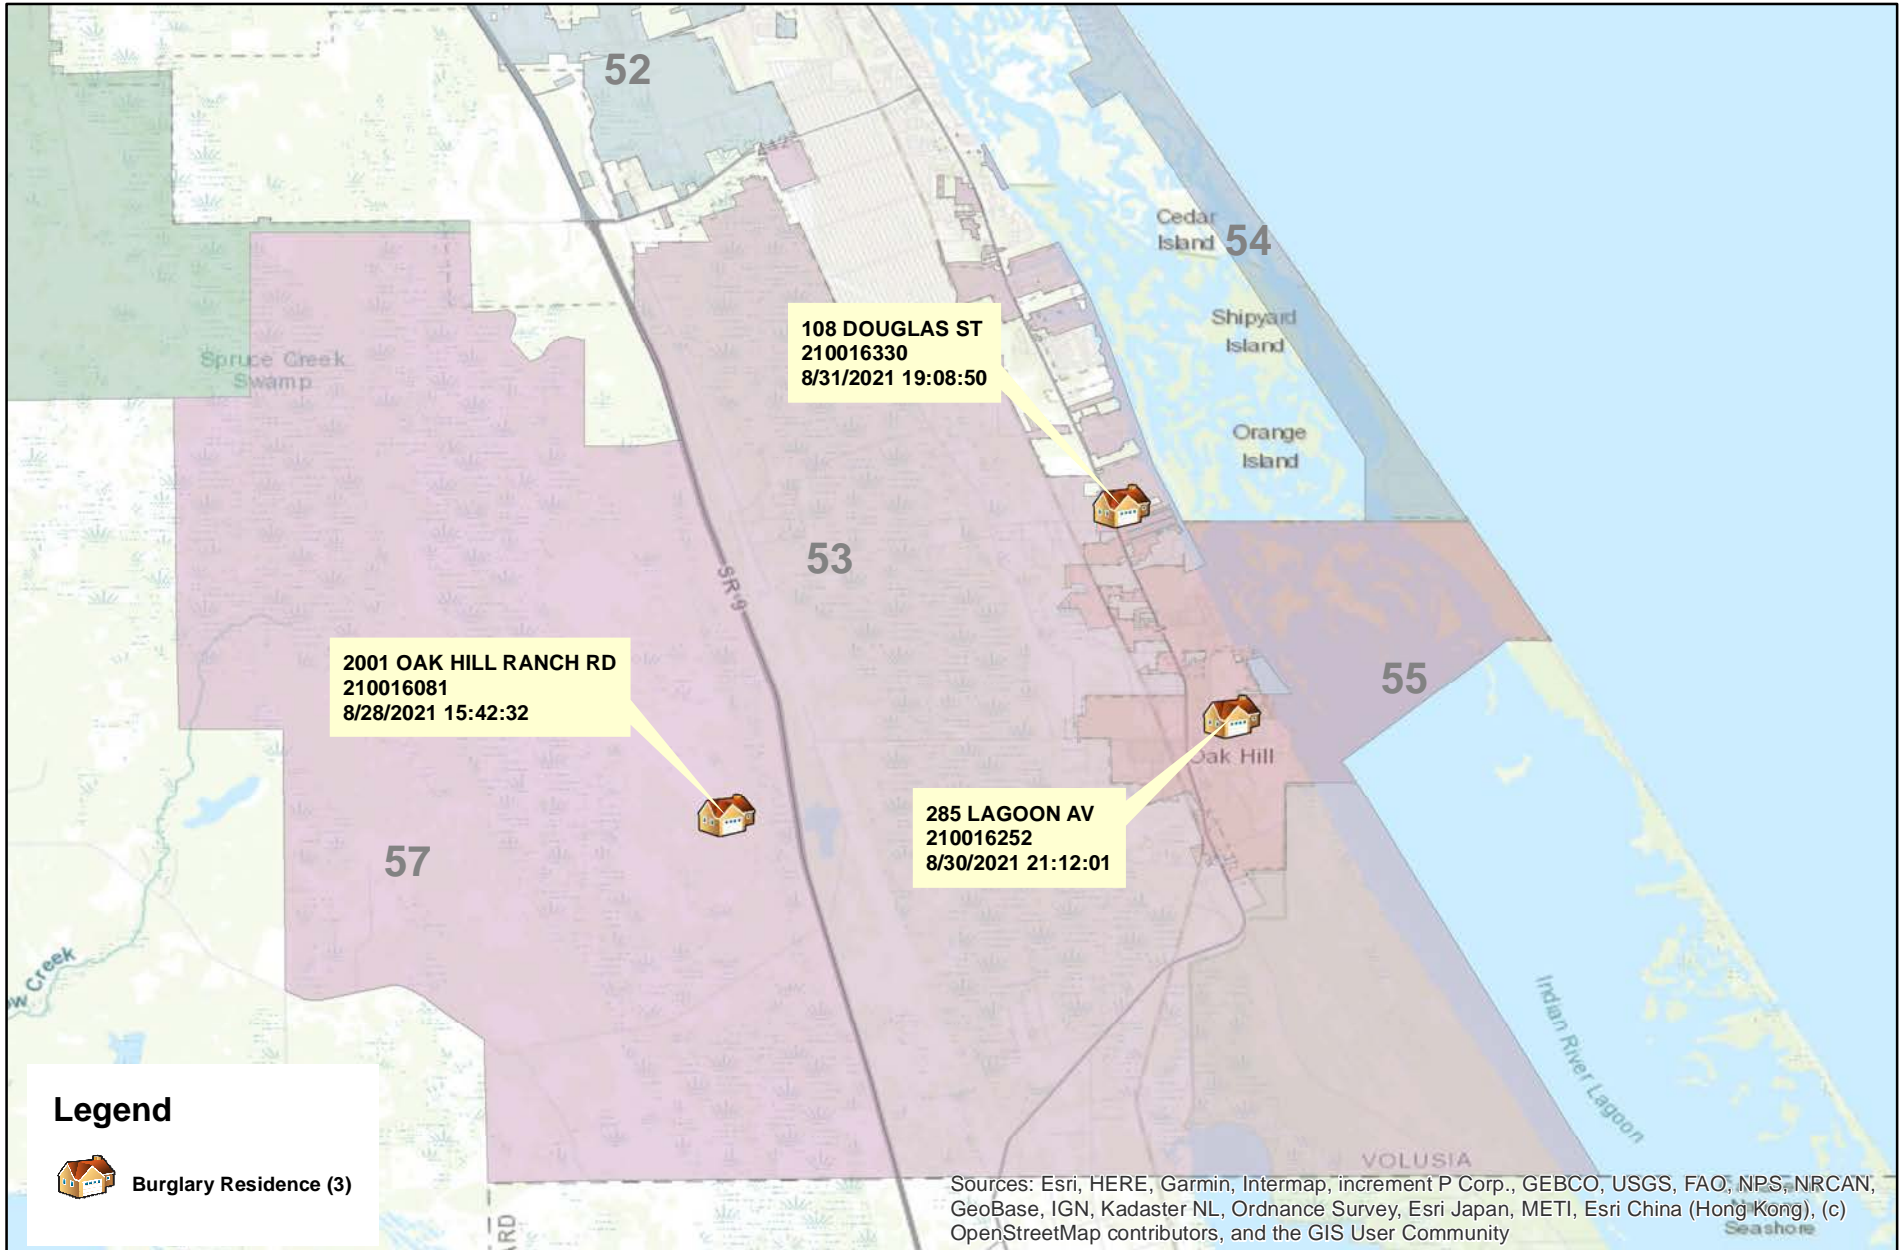 52
Cedar
Island
54
Shipyard
Island
108 DOUGLAS ST
210016330
8/31/2021 19:08:50
Spruce Creek
Swamp
Orange
Island
53
SR 9
2001 OAK HILL RANCH RD
210016081
8/28/2021 15:42:32
55
Oak Hill
285 LAGOON AV
210016252
8/30/2021 21:12:01
57
Creek
Indian River Lagoon
Legend
Burglary Residence (3)
VOLUSIA
Sources: Esri, HERE, Garmin, Intermap, increment P Corp., GEBCO, USGS, FAO, NPS, NRCAN,
GeoBase, IGN, Kadaster NL, Ordnance Survey, Esri Japan, METI, Esri China (Hong Kong), (c)
OpenStreetMap contributors, and the GIS User Community
Seashore